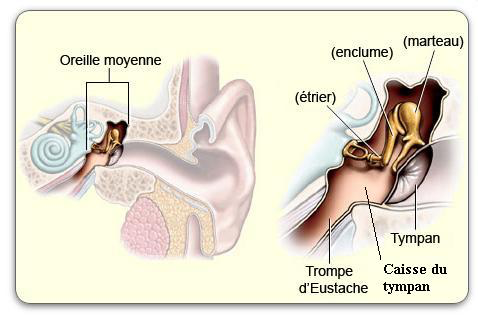 Oreille moyenne
(marteau)
(enclume)
(étrier)
Tympan
Trompe
d'Eustache
Caisse du
tympan